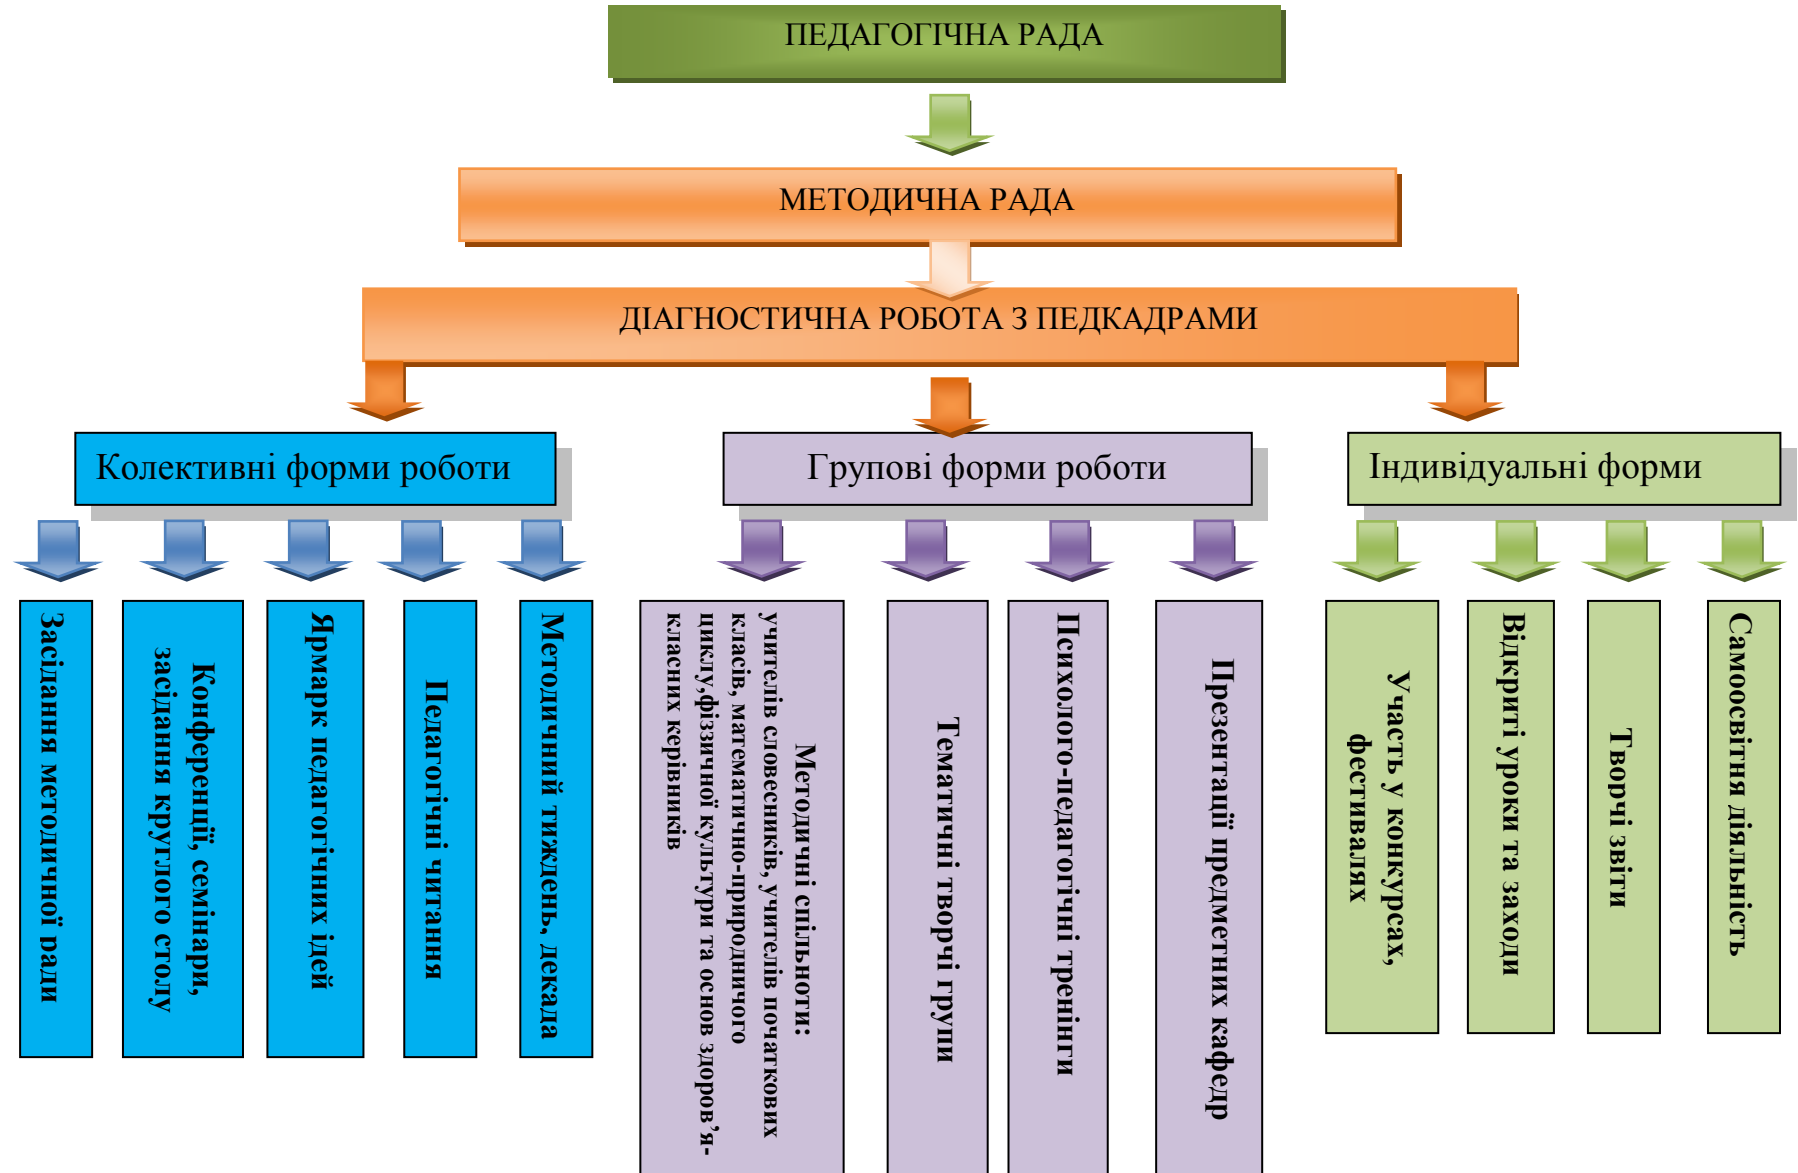 ПЕДАГОГІЧНА РАДА
МЕТОДИЧНА РАДА
ДІАГНОСТИЧНА РОБОТА З ПЕДКАДРАМИ
Колективні форми роботи
Групові форми роботи
Індивідуальні форми
Засідання методичної ради
Конференції, семінари,
засідання круглого столу
Ярмарк педагогічних ідей
Педагогічні читання
Методичний тиждень, декада
Методичні спільноти:
учителів словесників, учителів початкових
класів, математично-природничого
циклу,фіззичної культури та основ здоров’я-
класних керівників
Тематичні творчі групи
Психолого-педагогічні тренінги
Презентації предметних кафедр
Участь у конкурсах,
фестивалях
Відкриті уроки та заходи
Творчі звіти
Самоосвітня діяльність